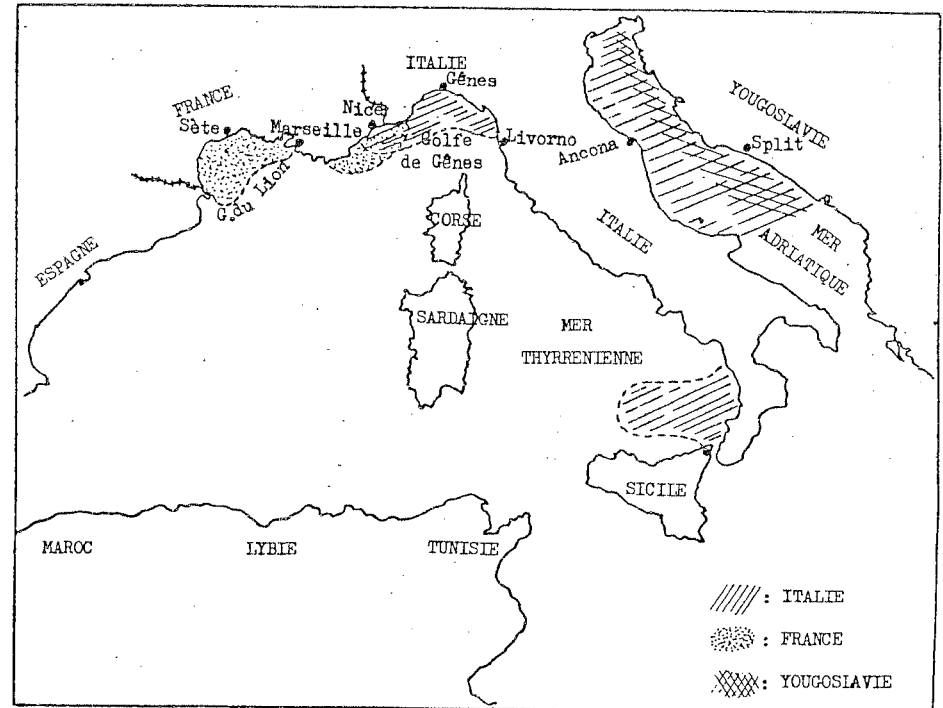 ITALIE
Gênes
FRANCE
Nice
YOUGOSLAVIE
Sète
Marseille
Livorno
Split
Ancona
Golfe
de Gênes
G. du Lion
CORSE
ITALIE
MER
ADRIATIQUE
ESPAGNE
SARDAIGNE
MER
THYRRENIENNE
SICILE
MAROC
LYBIE
TUNISIE
: ITALIE
: FRANCE
: YOUGOSLAVIE